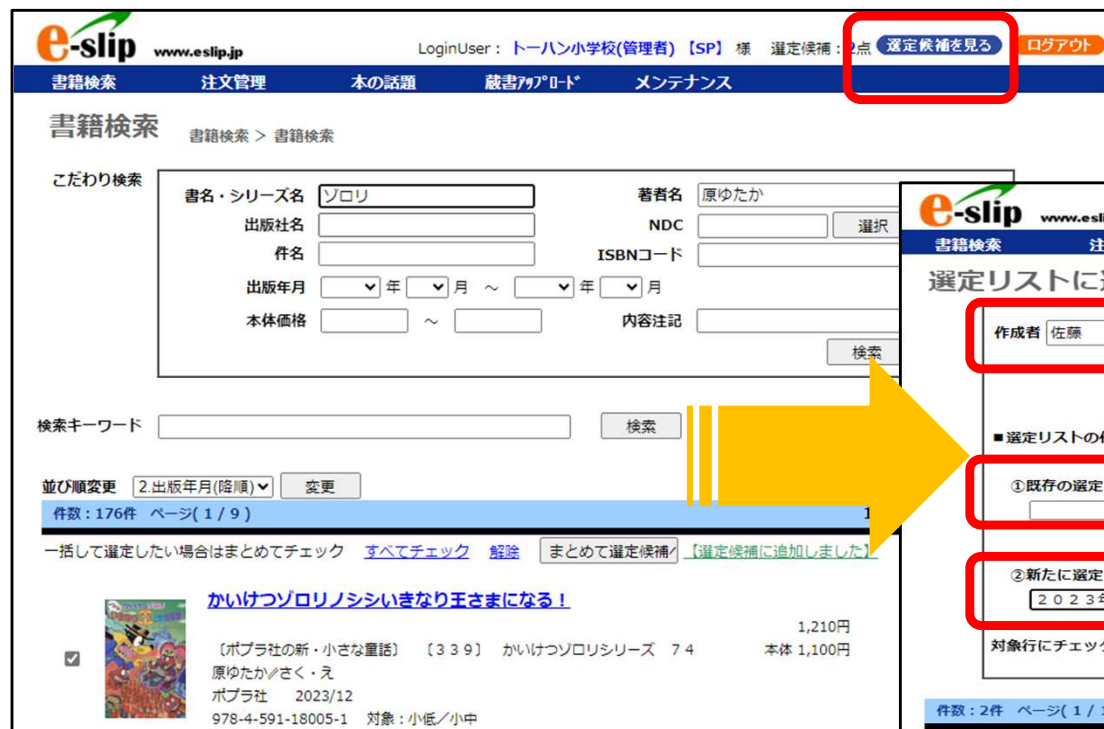 e-slip www.eslip.jp LoginUser： トーハン小学校(管理者) 【SP】 様 選定候補：2点 選定候補を見る ログアウト
書籍検索 注文管理 本の話題 蔵書ｱｯﾌﾟﾛｰﾄﾞ メンテナンス
書籍検索 書籍検索 > 書籍検索
こだわり検索
書名・シリーズ名 ゾロリ 著者名 原ゆたか
出版社名 NDC 選択
件名 ISBNコード
出版年月 年 月 ～ 年 月
本体価格 ～ 内容注記
検索
検索キーワード 検索
並び順変更 2.出版年月(降順) 変更
件数：176件 ページ( 1 / 9 ) 1
一括して選定したい場合はまとめてチェック すべてチェック 解除 まとめて選定候補へ 【選定候補に追加しました】
かいけつゾロリノシシいきなり王さまになる！
1,210円
〔ポプラ社の新・小さな童話〕 〔３３９〕 かいけつゾロリシリーズ ７４ 本体 1,100円
原ゆたか∥さく・え
ポプラ社 2023/12
978-4-591-18005-1 対象：小低／小中
e-slip www.esli
書籍検索 注
選定リストに
作成者 佐藤
■選定リストの
①既存の選定
②新たに選定
２０２３年
対象行にチェック
件数：2件 ページ( 1 / 1